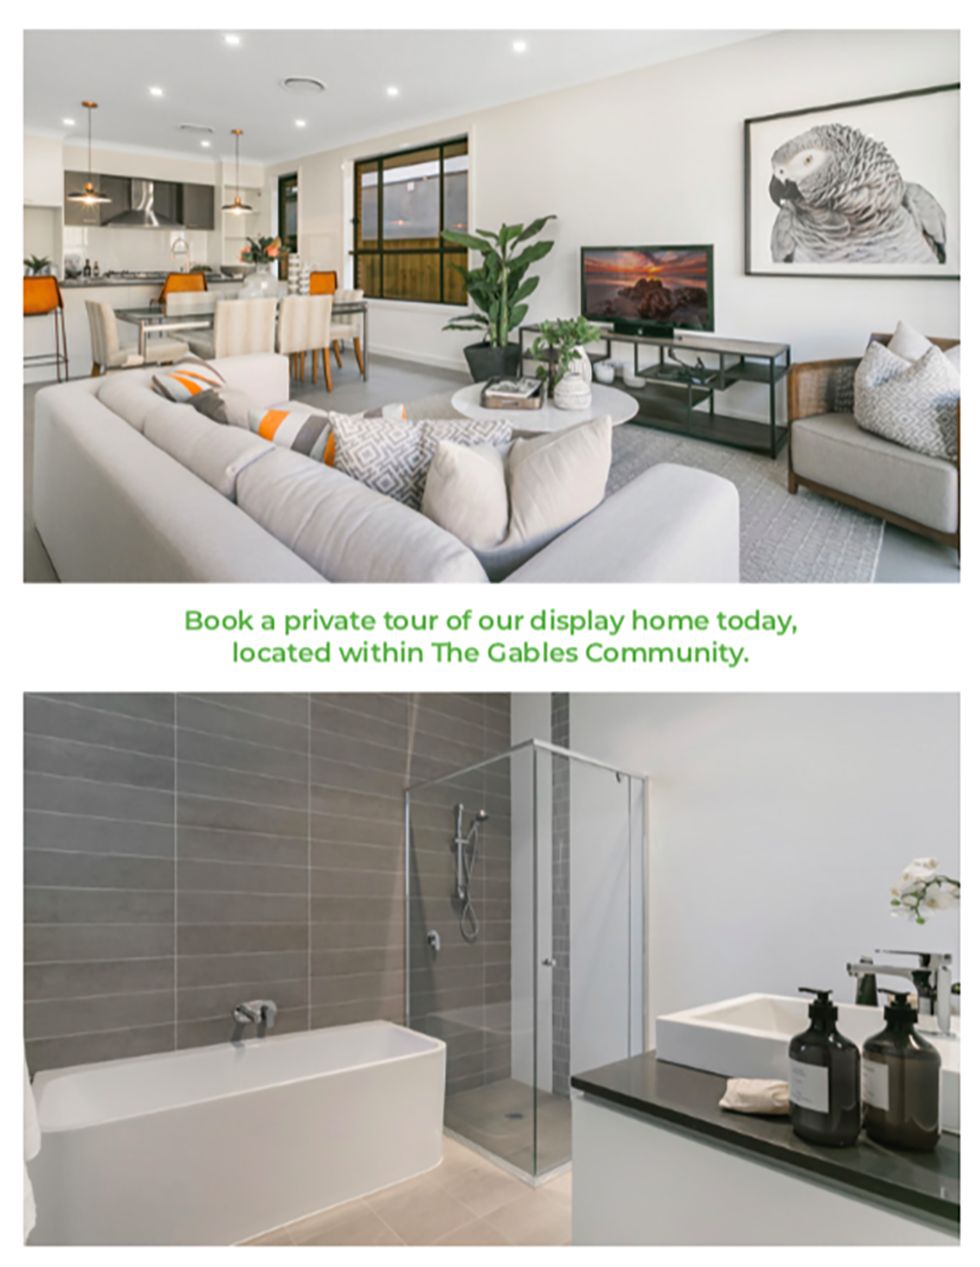 Book a private tour of our display home today,
located within The Gables Community.